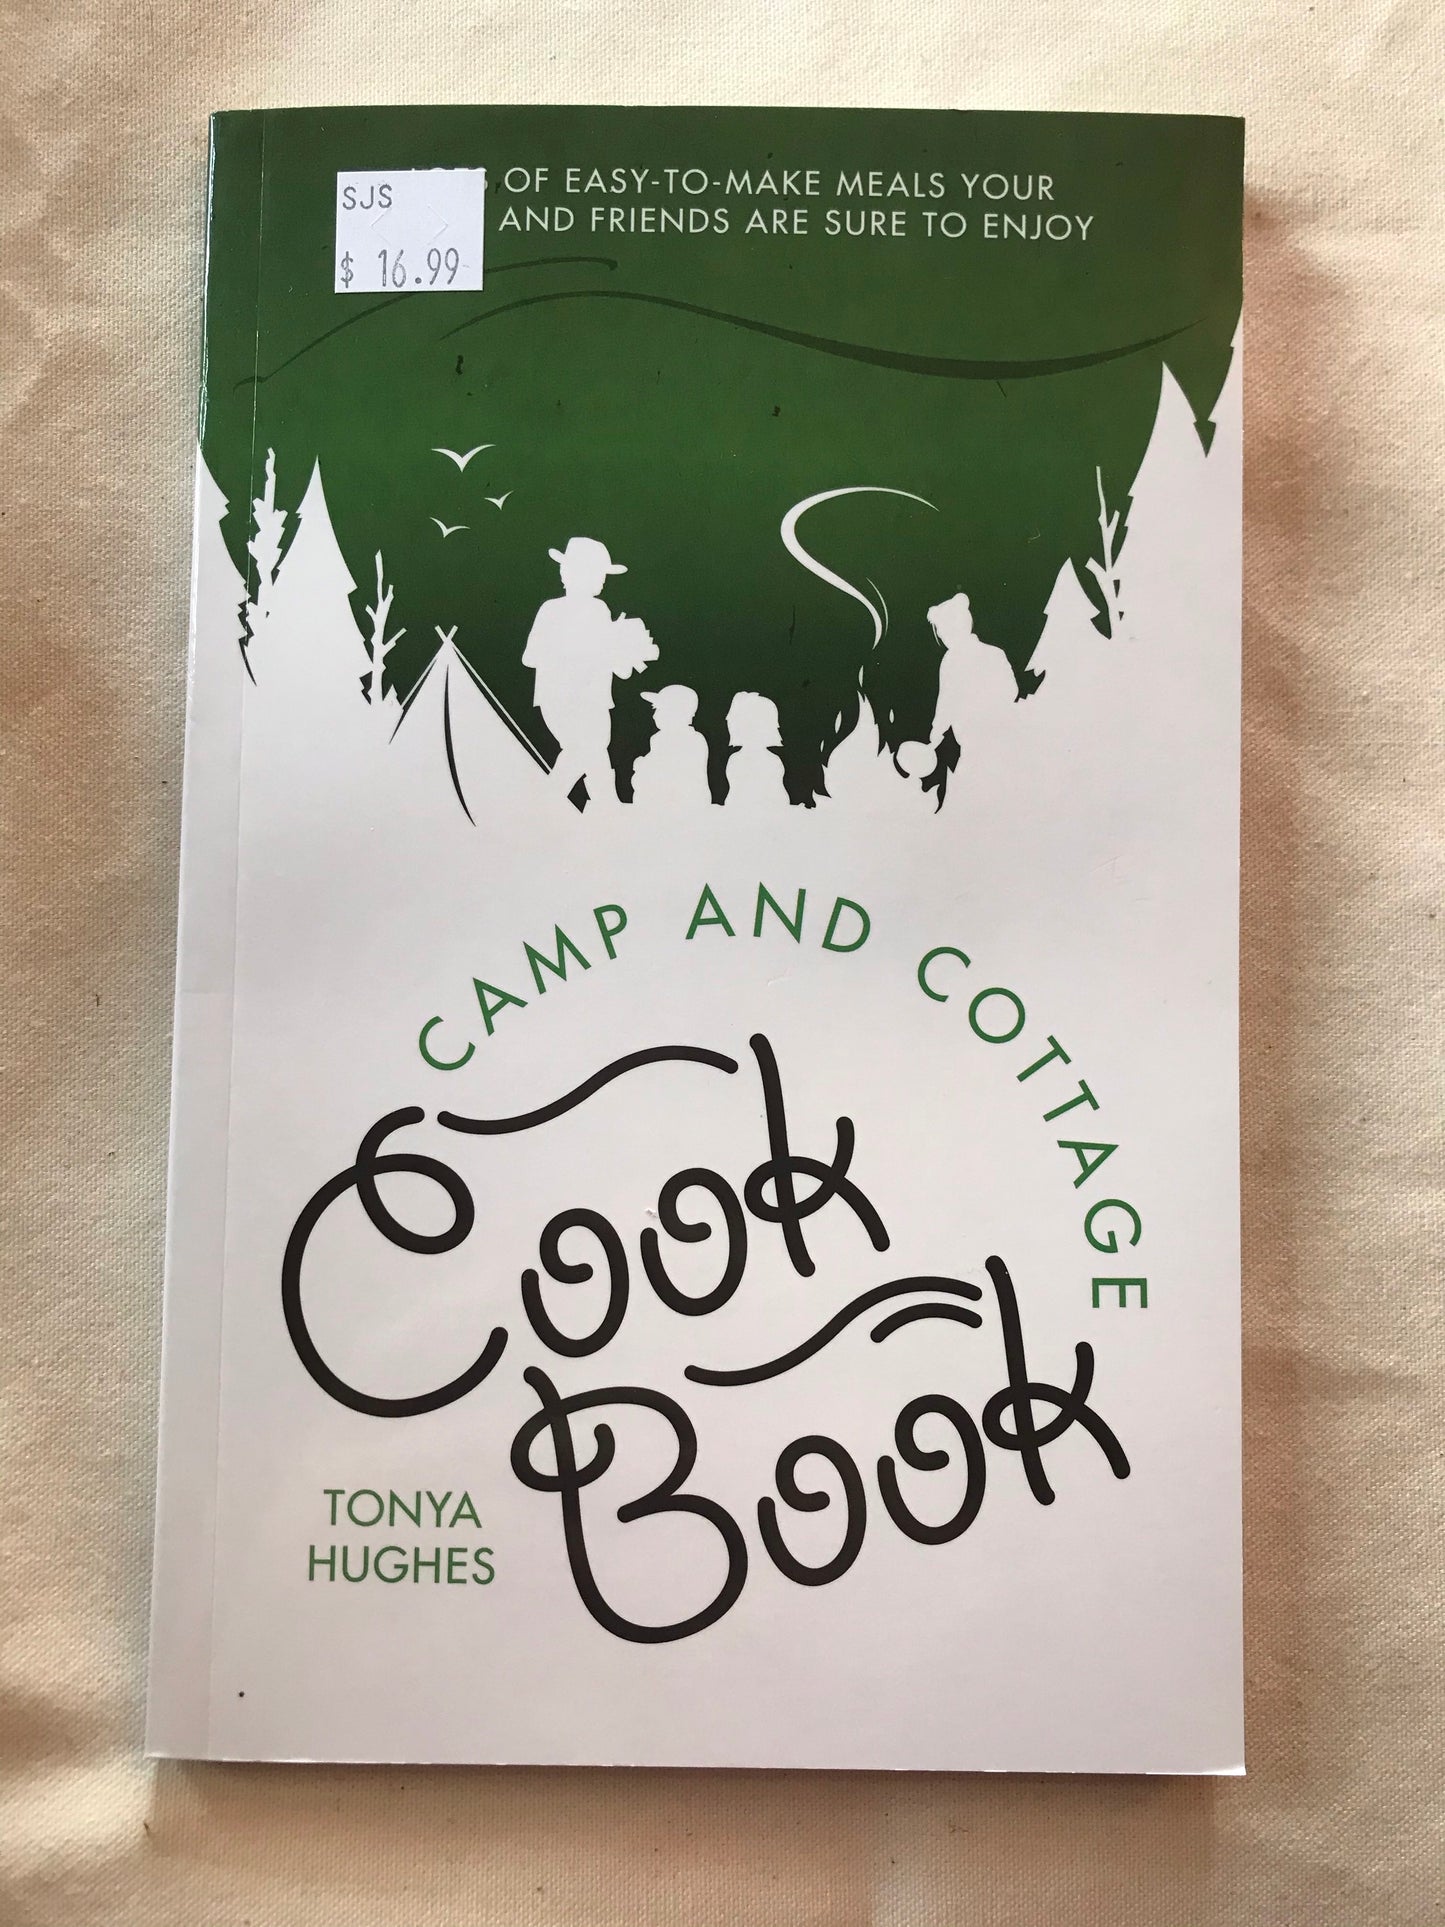 SJS
$ 16.99
OF EASY-TO-MAKE MEALS YOUR
AND FRIENDS ARE SURE TO ENJOY
CAMP AND COTTAGE
Cook
Book
TONYA
HUGHES